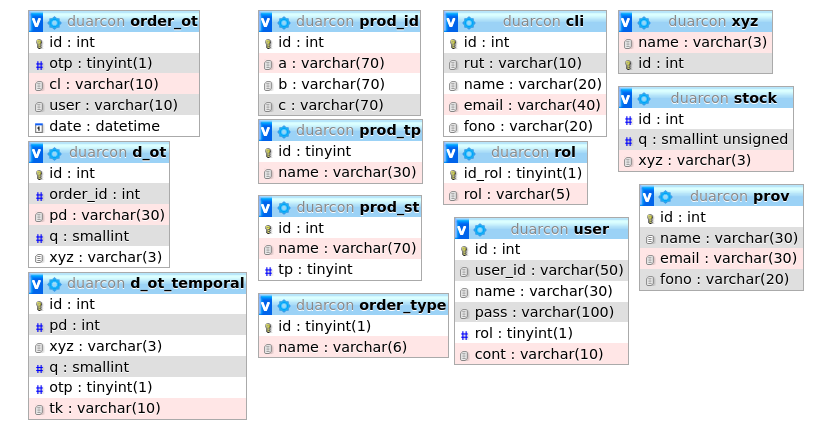 duarcon order_ot
id : int
otp : tinyint(1)
cl : varchar(10)
user : varchar(10)
date : datetime
duarcon d_ot
id : int
order_id : int
pd : varchar(30)
q : smallint
xyz : varchar(3)
duarcon d_ot_temporal
id : int
pd : int
xyz : varchar(3)
q : smallint
otp : tinyint(1)
tk : varchar(10)
duarcon prod_id
id : int
a : varchar(70)
b : varchar(70)
c : varchar(70)
duarcon prod_tp
id : tinyint
name : varchar(30)
duarcon prod_st
id : int
name : varchar(70)
tp : tinyint
duarcon order_type
id : tinyint(1)
name : varchar(6)
duarcon cli
id : int
rut : varchar(10)
name : varchar(20)
email : varchar(40)
fono : varchar(20)
duarcon rol
id_rol : tinyint(1)
rol : varchar(5)
duarcon user
id : int
user_id : varchar(50)
name : varchar(30)
pass : varchar(100)
rol : tinyint(1)
cont : varchar(10)
duarcon xyz
name : varchar(3)
id : int
duarcon stock
id : int
q : smallint unsigned
xyz : varchar(3)
duarcon prov
id : int
name : varchar(30)
email : varchar(30)
fono : varchar(20)